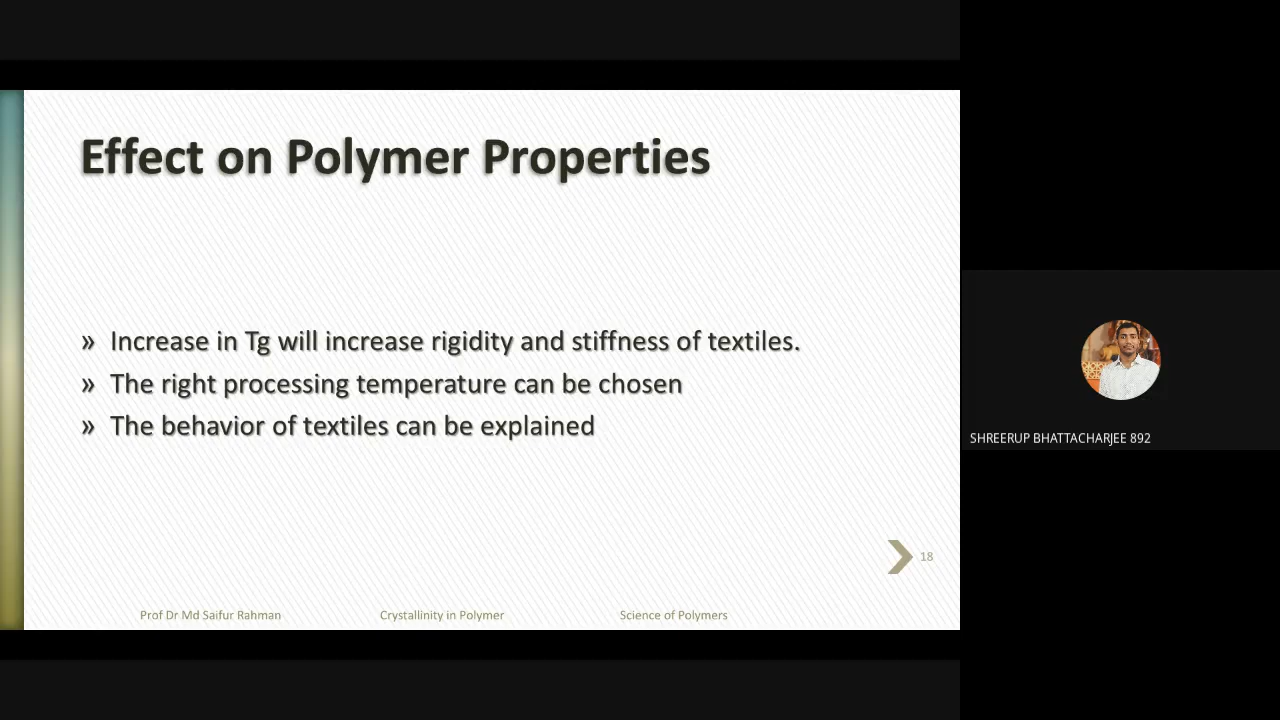 Effect on Polymer Properties
» Increase in Tg will increase rigidity and stiffness of textiles.
» The right processing temperature can be chosen
» The behavior of textiles can be explained
18
Prof Dr Md Saifur Rahman Crystallinity in Polymer Science of Polymers
SHREERUP BHATTACHARJEE 892